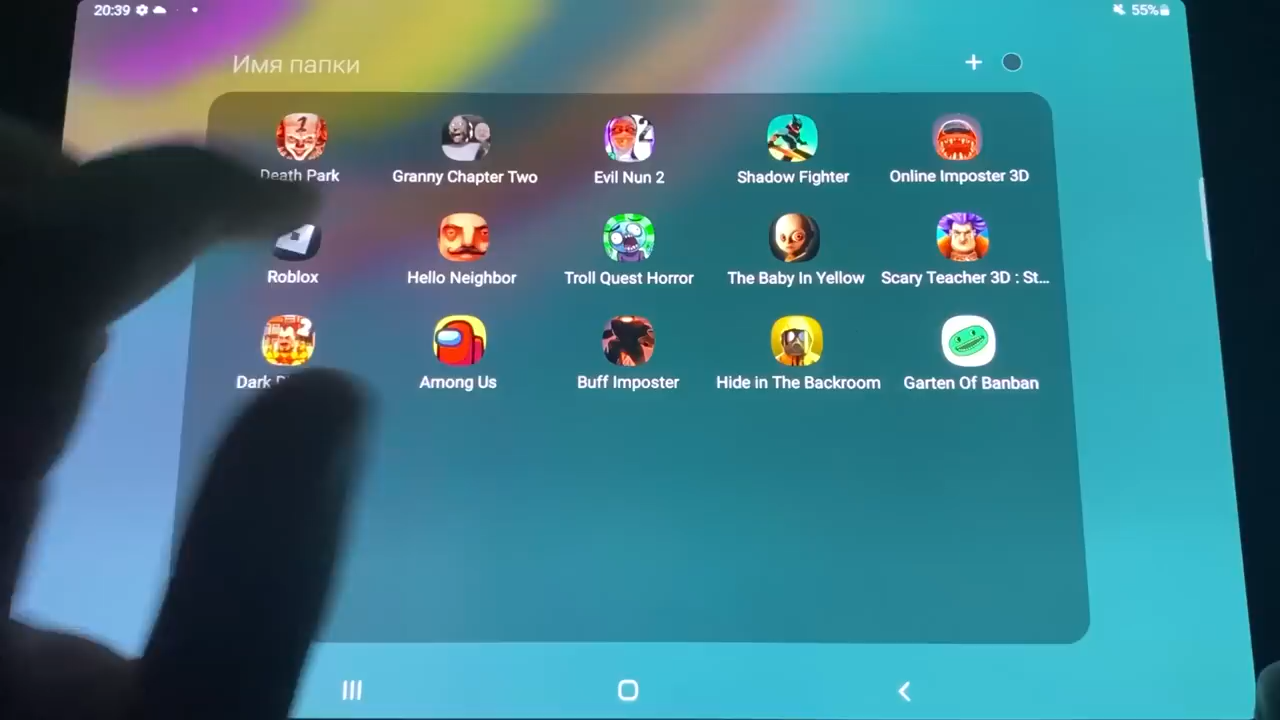 20:39 55%
Имя папки
Death Park Granny Chapter Two Evil Nun 2 Shadow Fighter Online Imposter 3D
Roblox Hello Neighbor Troll Quest Horror The Baby In Yellow Scary Teacher 3D : St...
Dark Among Us Buff Imposter Hide in The Backroom Garten Of Banban